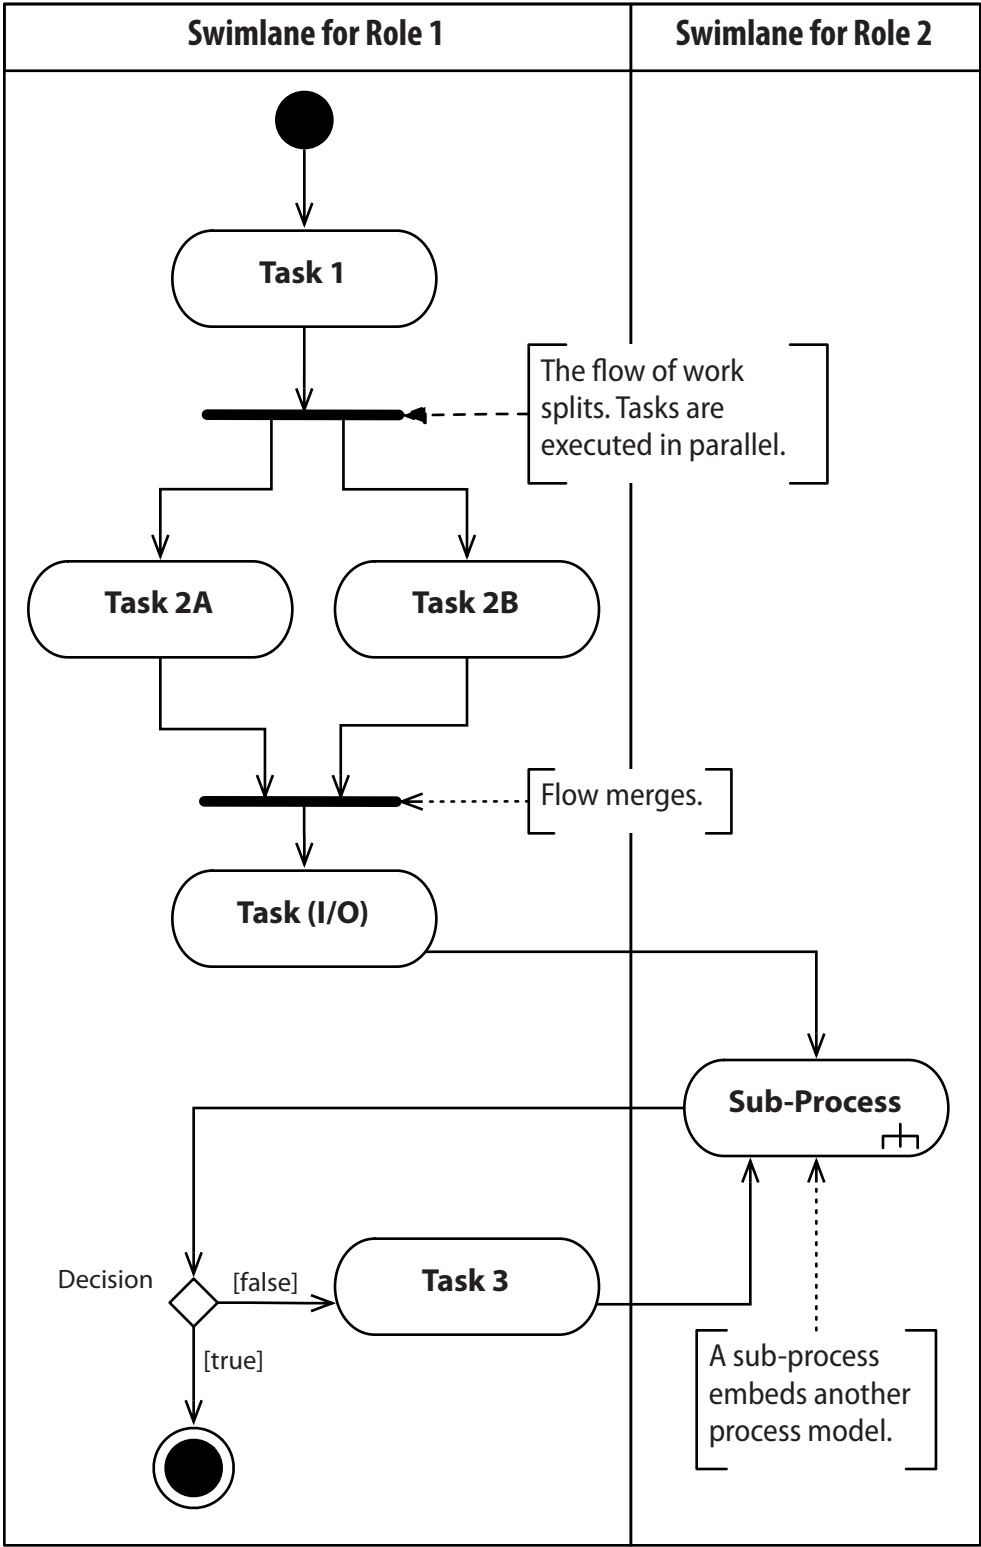 Swimlane for Role 1
Swimlane for Role 2
Task 1
The flow of work
splits. Tasks are
executed in parallel.
Task 2A
Task 2B
Flow merges.
Task (I/O)
Sub-Process
Decision
[false]
Task 3
[true]
A sub-process
embeds another
process model.